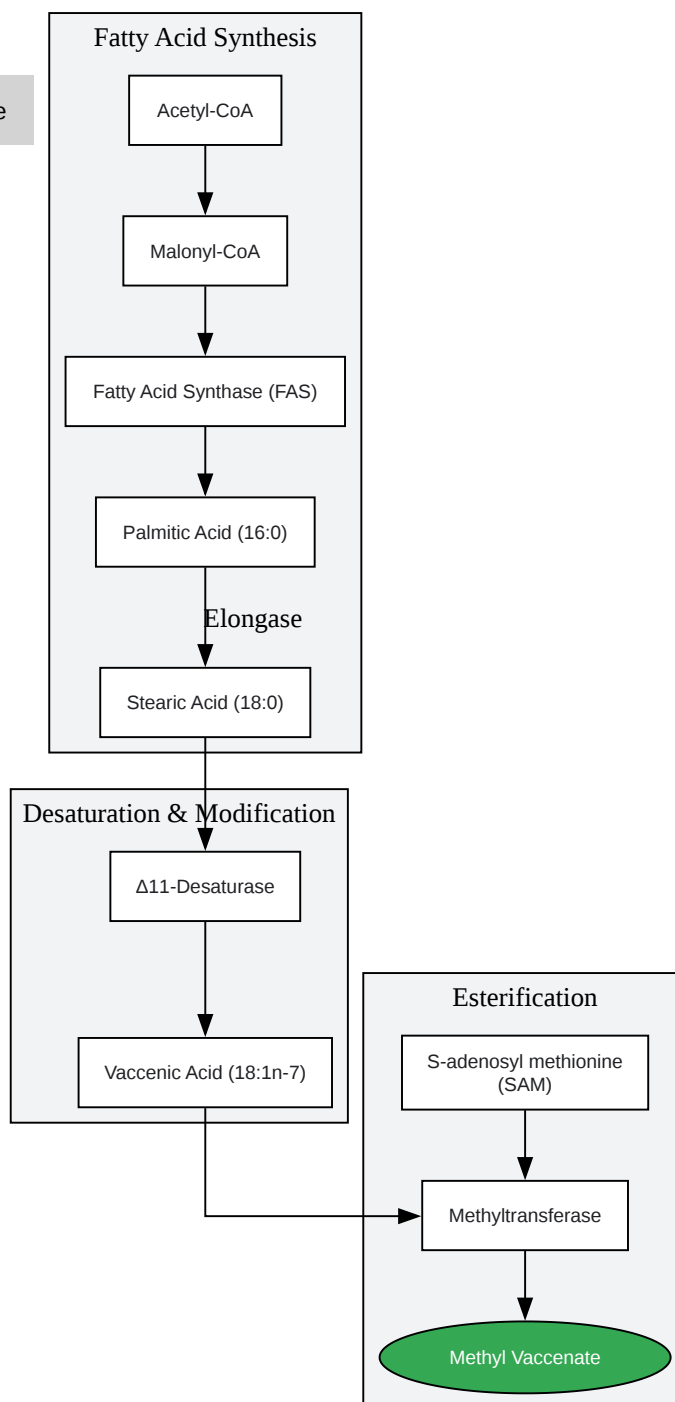 Fatty Acid Synthesis
e
Acetyl-CoA
Malonyl-CoA
Fatty Acid Synthase (FAS)
Palmitic Acid (16:0)
Elongase
Stearic Acid (18:0)
Desaturation & Modification
Δ11-Desaturase
Vaccenic Acid (18:1n-7)
Esterification
S-adenosyl methionine
(SAM)
Methyltransferase
Methyl Vaccenate